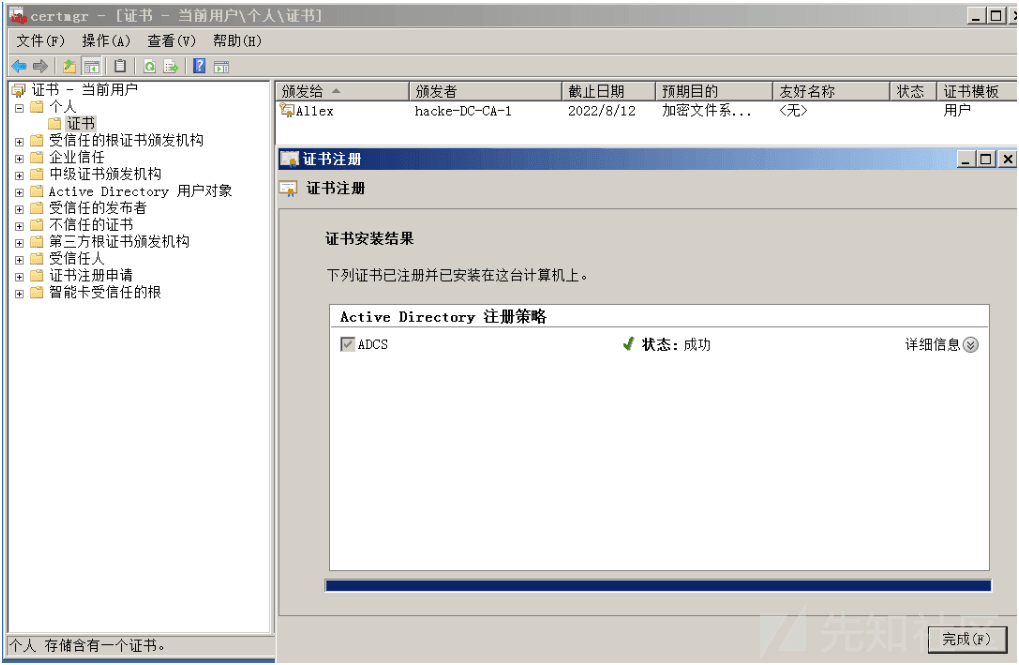 certmgr - [证书 - 当前用户\个人\证书]
文件(F) 操作(A) 查看(V) 帮助(H)
证书 - 当前用户
个人
证书
受信任的根证书颁发机构
企业信任
中级证书颁发机构
Active Directory 用户对象
受信任的发布者
不信任的证书
第三方根证书颁发机构
受信任人
证书注册申请
智能卡受信任的根
颁发给 颁发者 截止日期 预期目的 友好名称 状态 证书模板
Allex hacke-DC-CA-1 2022/8/12 加密文件系... <无> 用户
证书注册
证书注册
证书安装结果
下列证书已注册并已安装在这台计算机上。
Active Directory 注册策略
ADCS 状态: 成功 详细信息
完成(F)
个人 存储含有一个证书。
先知社区